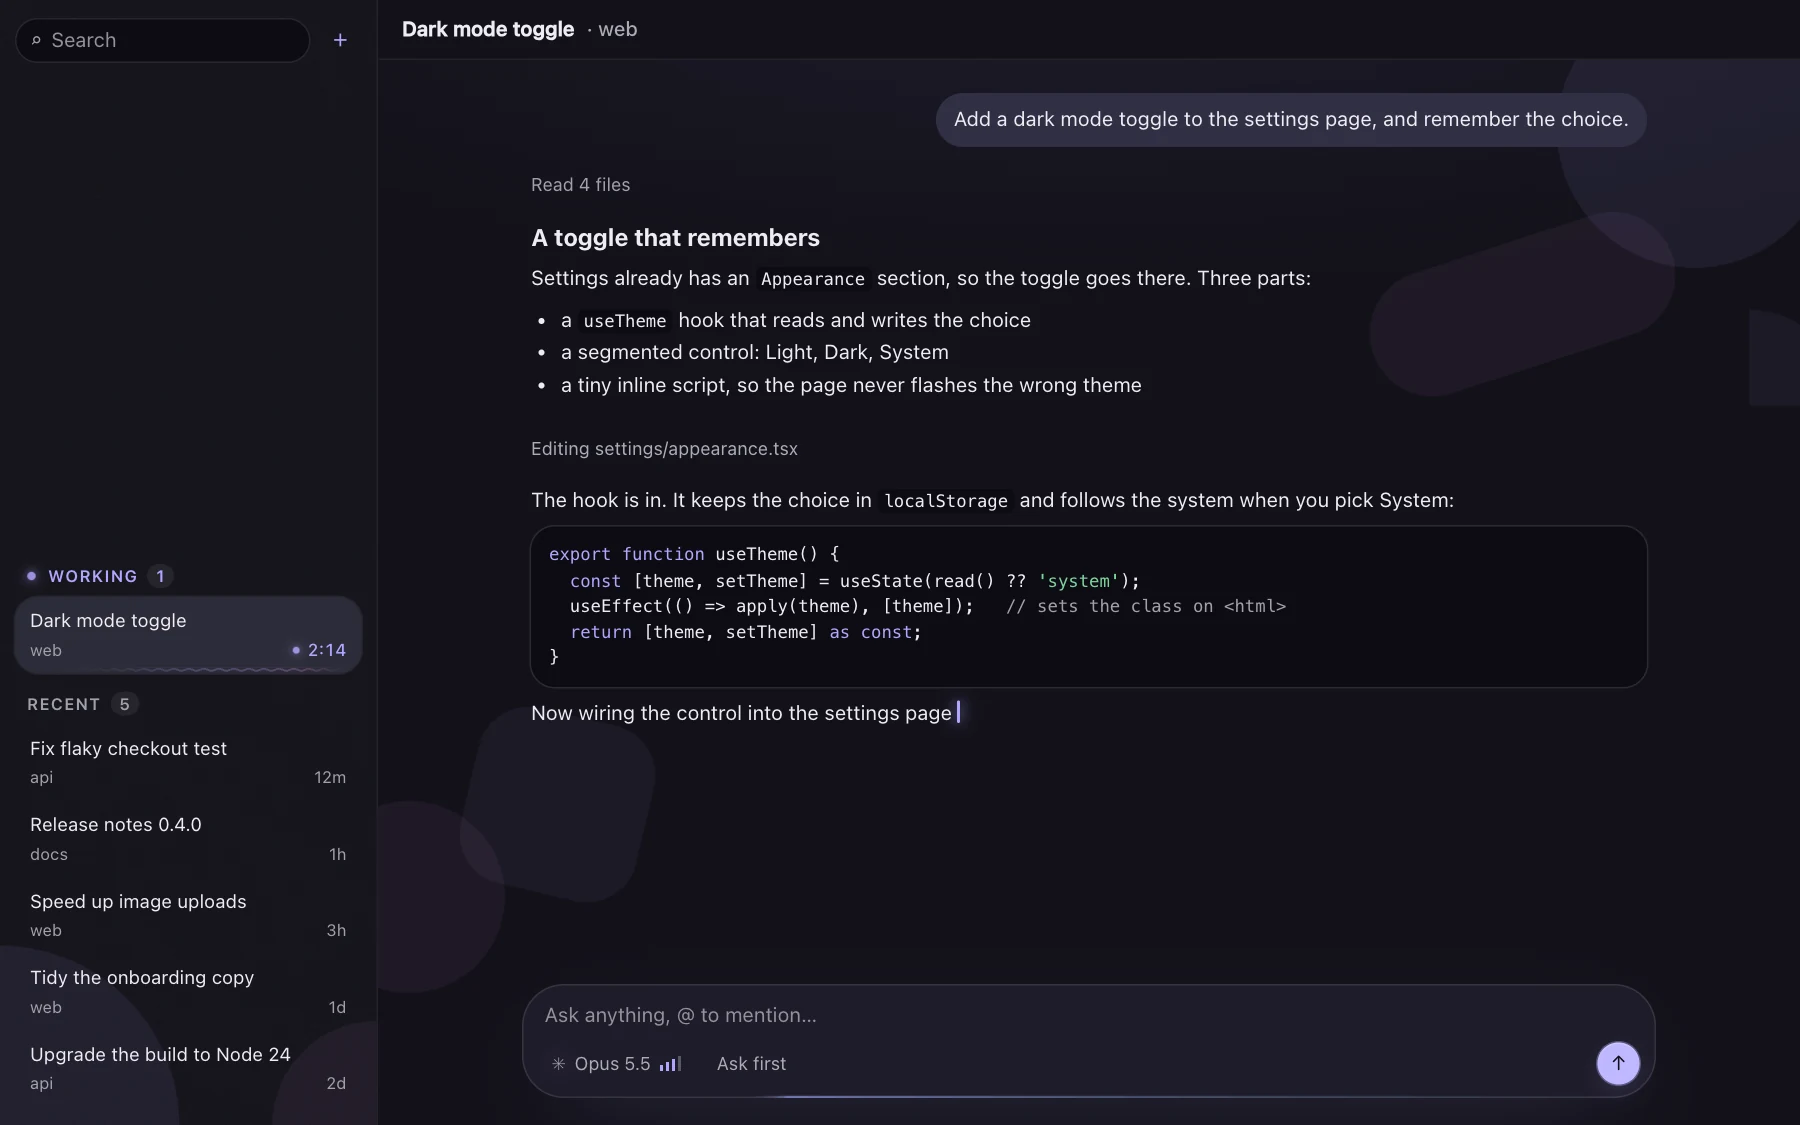 Search
+
WORKING 1
Dark mode toggle
web
2:14
RECENT 5
Fix flaky checkout test
api
12m
Release notes 0.4.0
docs
1h
Speed up image uploads
web
3h
Tidy the onboarding copy
web
1d
Upgrade the build to Node 24
api
2d
Dark mode toggle · web
Add a dark mode toggle to the settings page, and remember the choice.
Read 4 files
A toggle that remembers
Settings already has an Appearance section, so the toggle goes there. Three parts:
• a useTheme hook that reads and writes the choice
• a segmented control: Light, Dark, System
• a tiny inline script, so the page never flashes the wrong theme
Editing settings/appearance.tsx
The hook is in. It keeps the choice in localStorage and follows the system when you pick System:
export function useTheme() {
  const [theme, setTheme] = useState(read() ?? 'system');
  useEffect(() => apply(theme), [theme]);   // sets the class on <html>
  return [theme, setTheme] as const;
}
Now wiring the control into the settings page
Ask anything, @ to mention...
Opus 5.5
Ask first